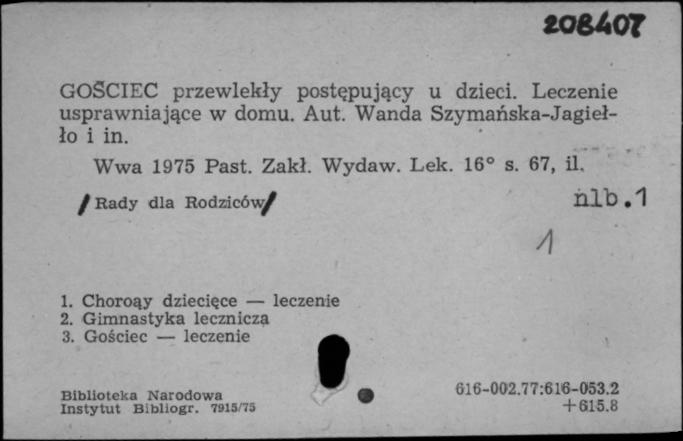 208407
GOŚCIEC przewlekły postępujący u dzieci. Leczenie
usprawniające w domu. Aut. Wanda Szymańska-Jagieł-
ło i in.
Wwa 1975 Past. Zakł. Wydaw. Lek. 16° s. 67, il.
/Rady dla Rodziców/ nlb.1
1
1. Choroąy dziecięce — leczenie
2. Gimnastyka lecznicza
3. Gościec — leczenie
Biblioteka Narodowa 616-002.77:616-053.2
Instytut Bibliogr. 7915/75 +615.8